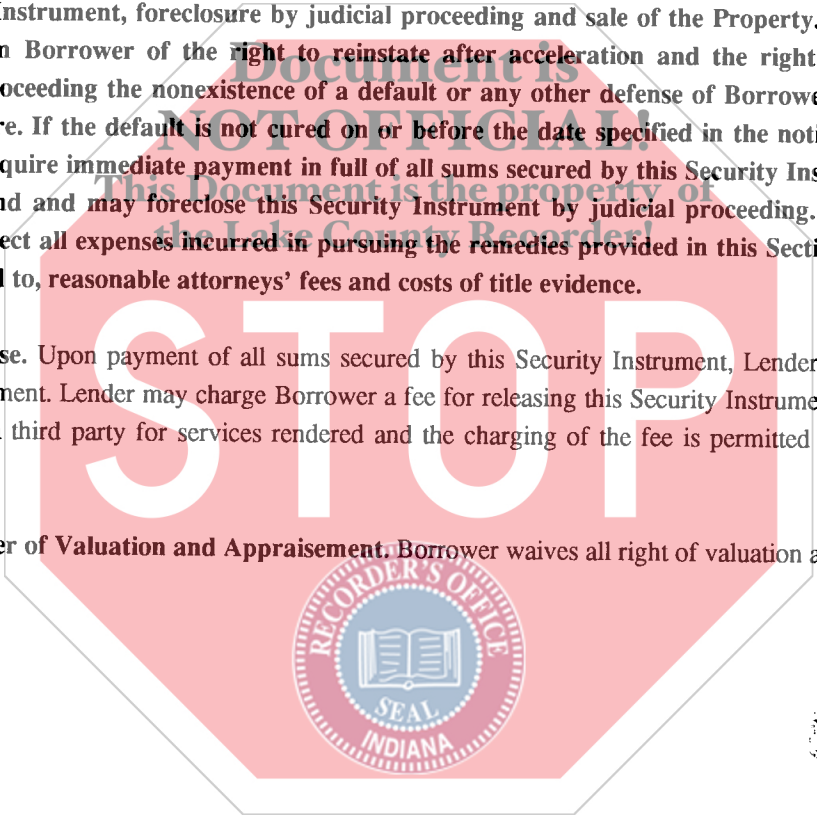 Instrument, foreclosure by judicial proceeding and sale of the Property.
n Borrower of the right to reinstate after acceleration and the right
Document is
oceeding the nonexistence of a default or any other defense of Borrowe
NOT OFFICIAL!
re. If the default is not cured on or before the date specified in the noti
quire immediate payment in full of all sums secured by this Security Ins
This Document is the property of
nd and may foreclose this Security Instrument by judicial proceeding.
the Lake County Recorder!
ect all expenses incurred in pursuing the remedies provided in this Secti
l to, reasonable attorneys’ fees and costs of title evidence.
STOP
se. Upon payment of all sums secured by this Security Instrument, Lender
ment. Lender may charge Borrower a fee for releasing this Security Instrume
third party for services rendered and the charging of the fee is permitted
er of Valuation and Appraisement. Borrower waives all right of valuation a
RECORDER'S OFFICE
SEAL
INDIANA